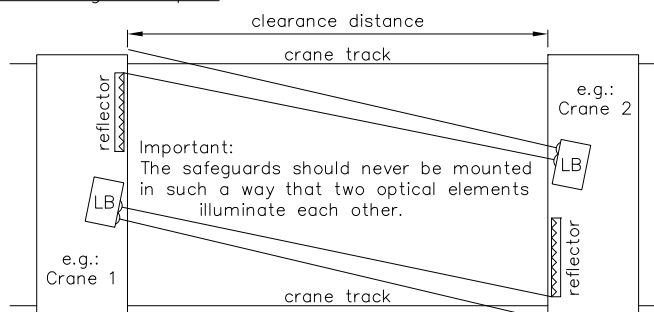 clearance distance
crane track
reflector
e.g.:
Crane 2
LB
Important:
The safeguards should never be mounted
in such a way that two optical elements
illuminate each other.
LB
reflector
e.g.:
Crane 1
crane track